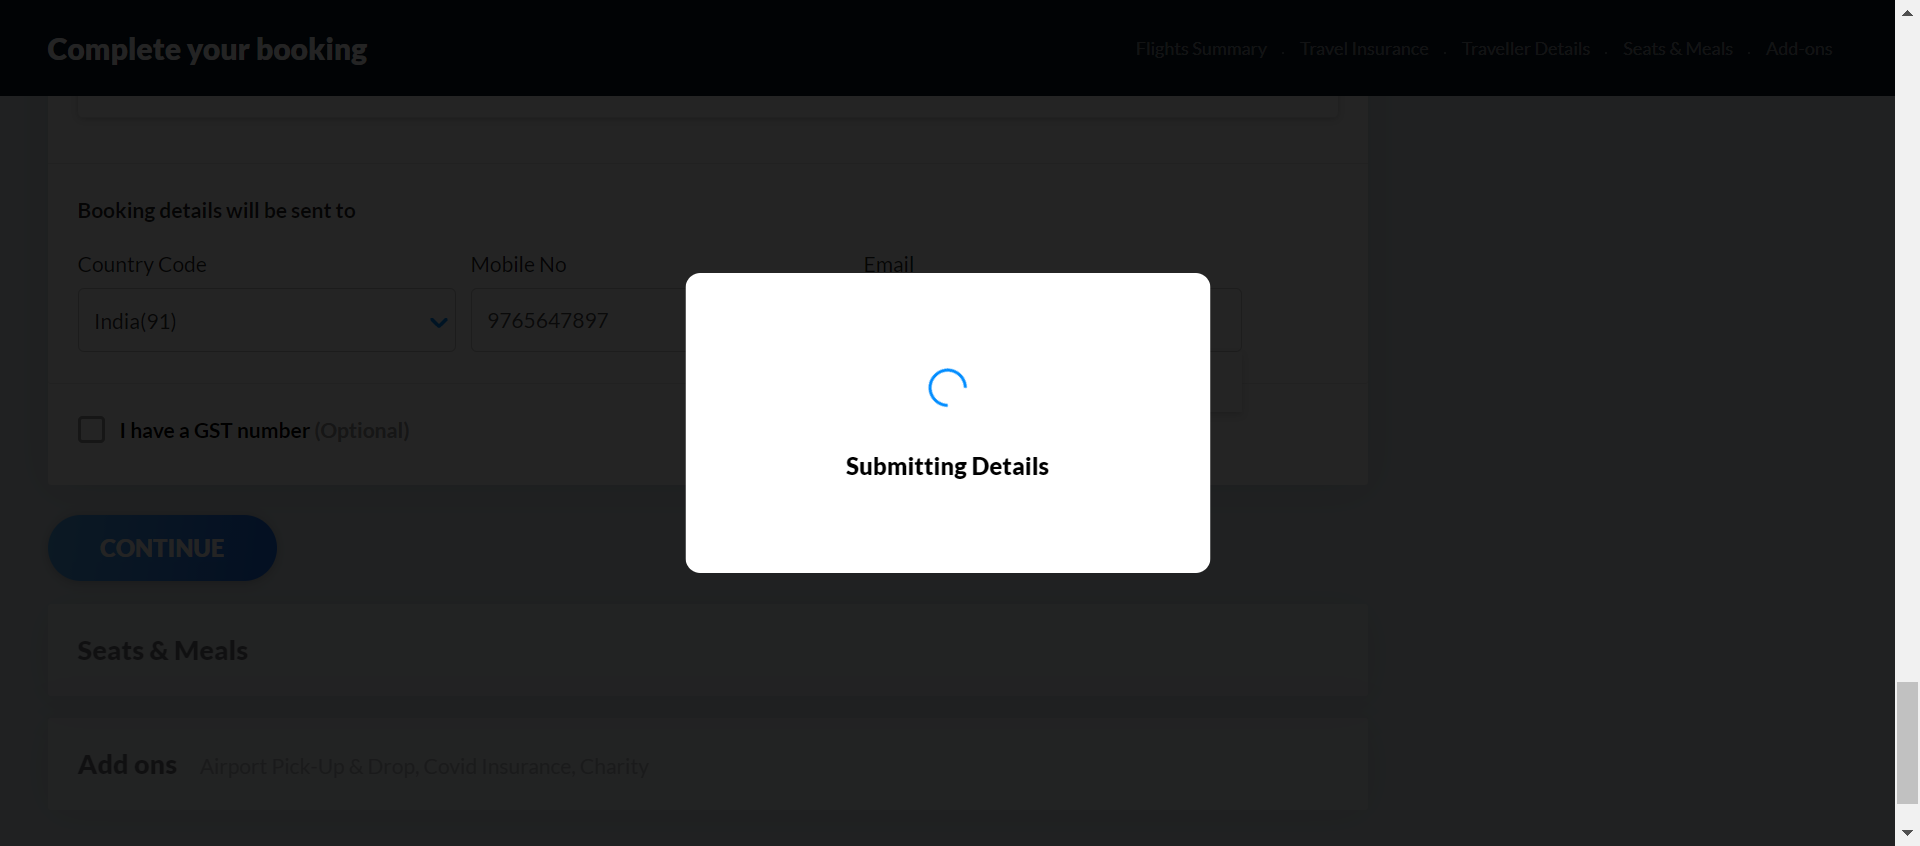 Complete your booking
Flights Summary . Travel Insurance . Traveller Details . Seats & Meals . Add-ons
Booking details will be sent to
Country Code Mobile No Email
India(91) 9765647897
I have a GST number (Optional)
Submitting Details
CONTINUE
Seats & Meals
Add ons Airport Pick-Up & Drop, Covid Insurance, Charity